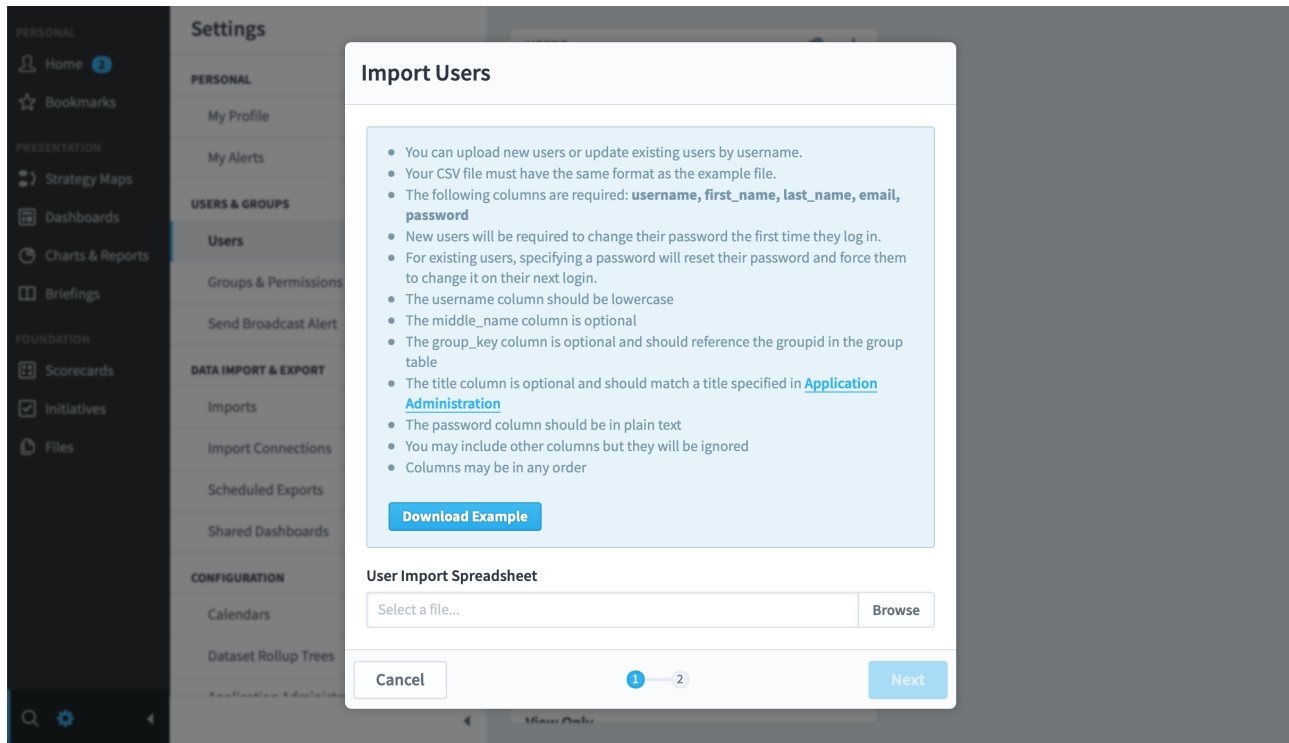 PERSONAL
Home 2
Bookmarks
PRESENTATION
Strategy Maps
Dashboards
Charts & Reports
Briefings
FOUNDATION
Scorecards
Initiatives
Files
Settings
PERSONAL
My Profile
My Alerts
USERS & GROUPS
Users
Groups & Permissions
Send Broadcast Alert
DATA IMPORT & EXPORT
Imports
Import Connections
Scheduled Exports
Shared Dashboards
CONFIGURATION
Calendars
Dataset Rollup Trees
Import Users
You can upload new users or update existing users by username.
Your CSV file must have the same format as the example file.
The following columns are required: username, first_name, last_name, email,
password
New users will be required to change their password the first time they log in.
For existing users, specifying a password will reset their password and force them
to change it on their next login.
The username column should be lowercase
The middle_name column is optional
The group_key column is optional and should reference the groupid in the group
table
The title column is optional and should match a title specified in Application
Administration
The password column should be in plain text
You may include other columns but they will be ignored
Columns may be in any order
Download Example
User Import Spreadsheet
Select a file...
Browse
Cancel
1
2
Next
View Only